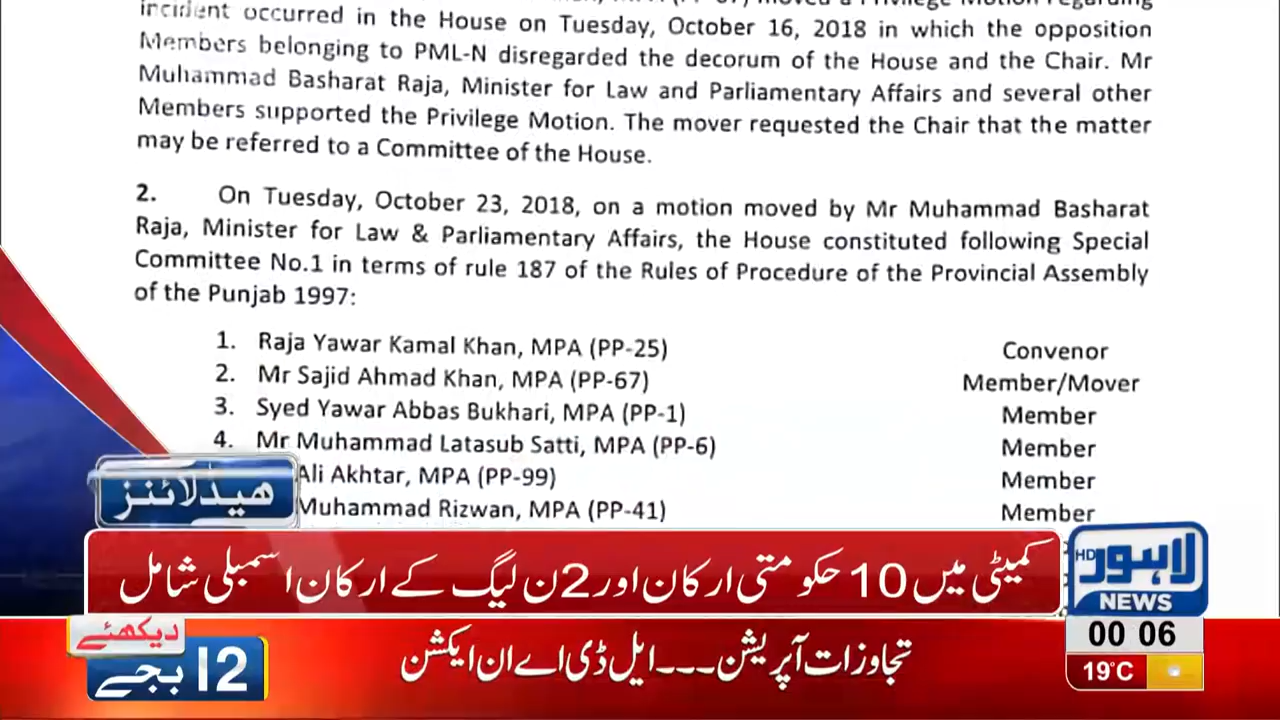 incident occurred in the House on Tuesday, October 16, 2018 in which the opposition
Members belonging to PML-N disregarded the decorum of the House and the Chair. Mr
Muhammad Basharat Raja, Minister for Law and Parliamentary Affairs and several other
Members supported the Privilege Motion. The mover requested the Chair that the matter
may be referred to a Committee of the House.
2. On Tuesday, October 23, 2018, on a motion moved by Mr Muhammad Basharat
Raja, Minister for Law & Parliamentary Affairs, the House constituted following Special
Committee No.1 in terms of rule 187 of the Rules of Procedure of the Provincial Assembly
of the Punjab 1997:
1. Raja Yawar Kamal Khan, MPA (PP-25) Convenor
2. Mr Sajid Ahmad Khan, MPA (PP-67) Member/Mover
3. Syed Yawar Abbas Bukhari, MPA (PP-1) Member
4. Mr Muhammad Latasub Satti, MPA (PP-6) Member
Ali Akhtar, MPA (PP-99) Member
Muhammad Rizwan, MPA (PP-41) Member
ہیڈلائنز
کمیٹی میں 10 حکومتی ارکان اور 2 ن لیگ کے ارکان اسمبلی شامل
لاہور HD
NEWS
دیکھئے
12 بجے
تجاوزات آپریشن۔۔۔ایل ڈی اے ان ایکشن
00 06
19°C